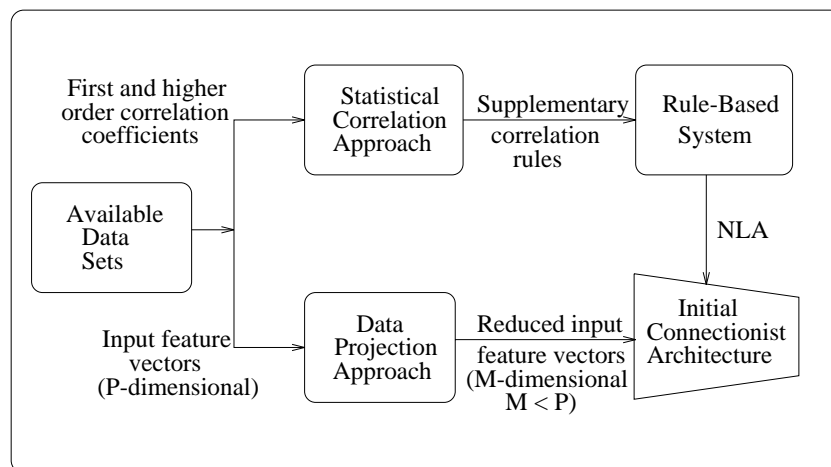 First and higher
order correlation
coefficients
Statistical
Correlation
Approach
Supplementary
correlation
rules
Rule-Based
System
Available
Data
Sets
NLA
Input feature
vectors
(P-dimensional)
Data
Projection
Approach
Reduced input
feature vectors
(M-dimensional
M < P)
Initial
Connectionist
Architecture